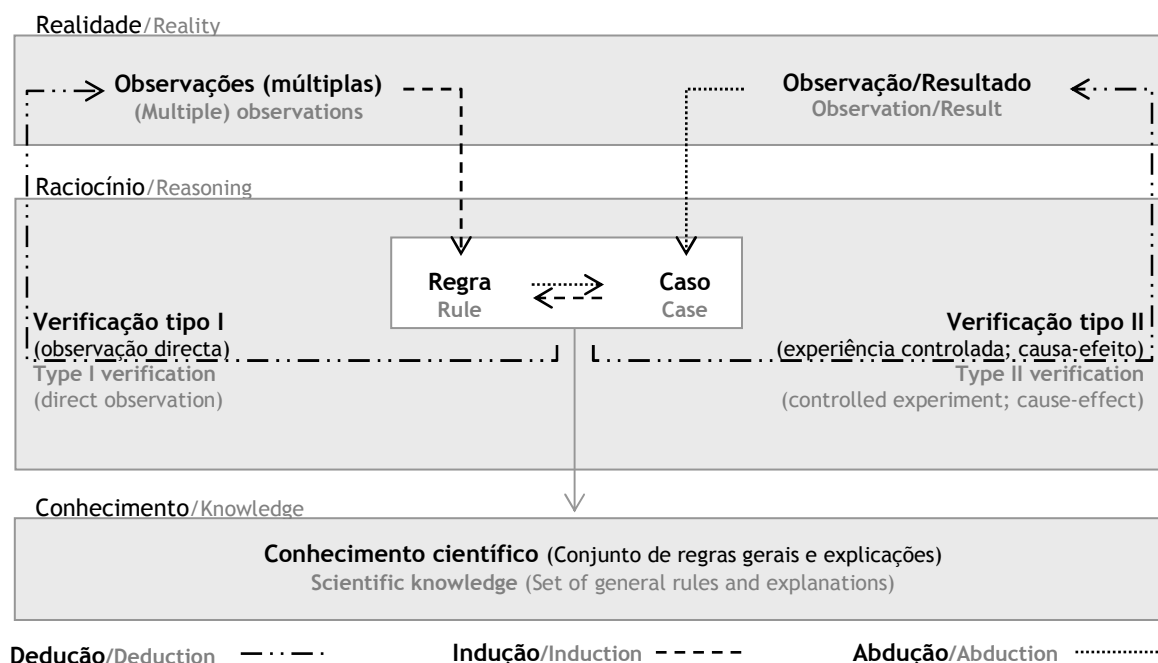 Realidade/Reality
Observações (múltiplas)
(Multiple) observations
Observação/Resultado
Observation/Result
Raciocínio/Reasoning
Regra
Rule
Caso
Case
Verificação tipo I
(observação directa)
Type I verification
(direct observation)
Verificação tipo II
(experiência controlada; causa-efeito)
Type II verification
(controlled experiment; cause-effect)
Conhecimento/Knowledge
Conhecimento científico (Conjunto de regras gerais e explicações)
Scientific knowledge (Set of general rules and explanations)
Dedução/Deduction
Indução/Induction
Abdução/Abduction